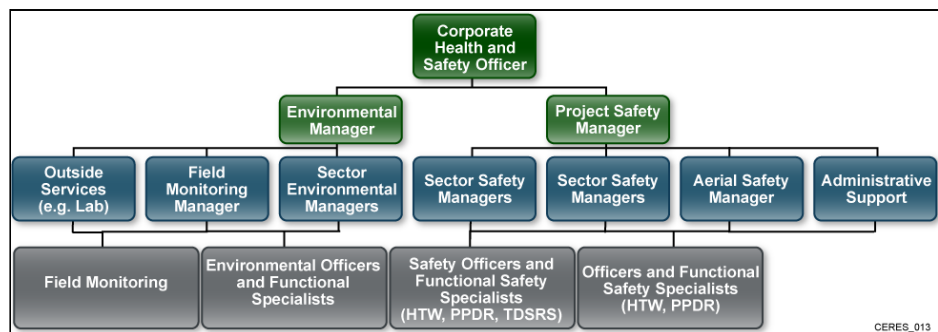 Corporate
Health and
Safety Officer
Environmental
Manager
Project Safety
Manager
Outside
Services
(e.g. Lab)
Field
Monitoring
Manager
Sector
Environmental
Managers
Sector Safety
Managers
Sector Safety
Managers
Aerial Safety
Manager
Administrative
Support
Field Monitoring
Environmental Officers
and Functional
Specialists
Safety Officers and
Functional Safety
Specialists
(HTW, PPDR, TDSRS)
Officers and Functional
Safety Specialists
(HTW, PPDR)
CERES_013